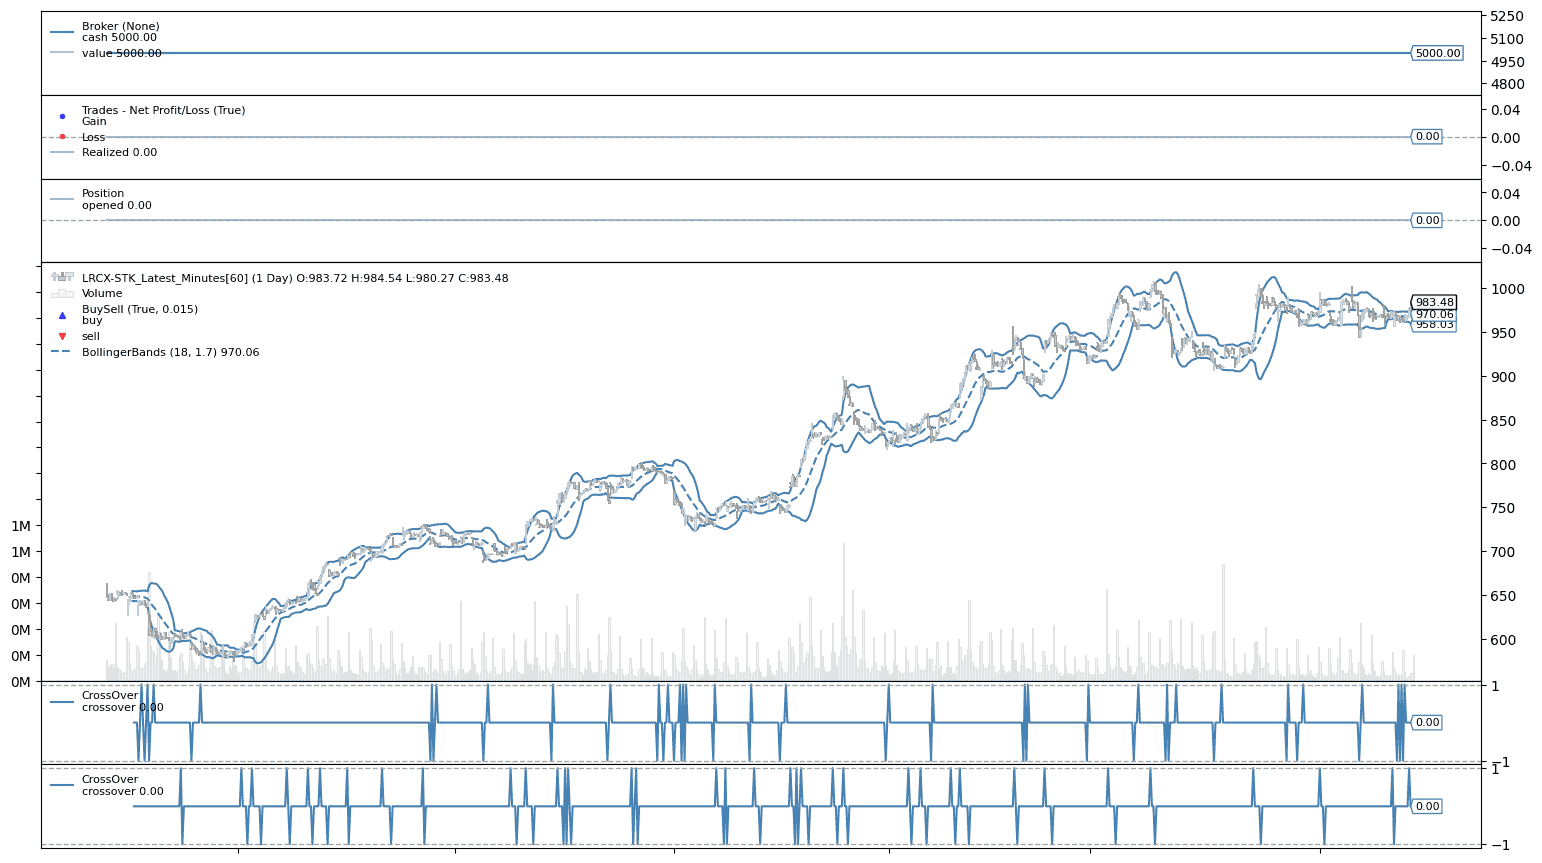 Broker (None)
cash 5000.00
value 5000.00
5000.00
5250
5100
4950
4800
Trades - Net Profit/Loss (True)
Gain
Loss
Realized 0.00
0.00
0.04
0.00
−0.04
Position
opened 0.00
0.00
0.04
0.00
−0.04
LRCX-STK_Latest_Minutes[60] (1 Day) O:983.72 H:984.54 L:980.27 C:983.48
Volume
BuySell (True, 0.015)
buy
sell
BollingerBands (18, 1.7) 970.06
983.48
970.06
958.03
1000
950
900
850
800
750
700
650
600
1M
1M
0M
0M
0M
0M
0M
CrossOver
crossover 0.00
0.00
1
−1
CrossOver
crossover 0.00
0.00
1
−1